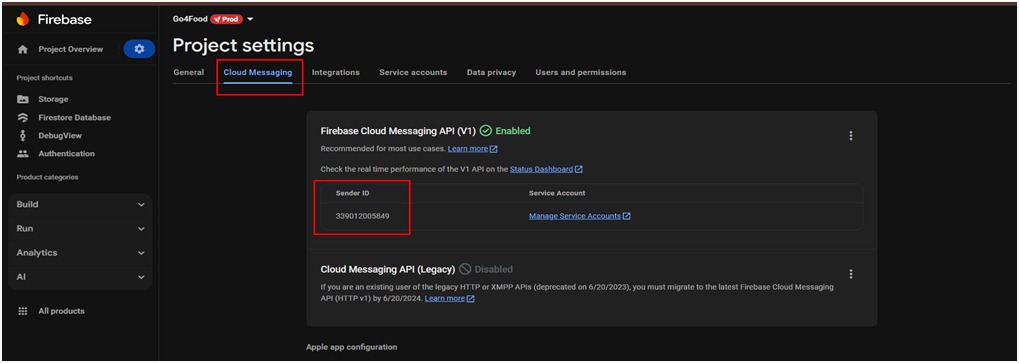 Firebase
Go4Food Prod
Project Overview
Project settings
General Cloud Messaging Integrations Service accounts Data privacy Users and permissions
Project shortcuts
Storage
Firestore Database
DebugView
Authentication
Product categories
Build
Run
Analytics
AI
All products
Firebase Cloud Messaging API (V1) Enabled
Recommended for most use cases. Learn more
Check the real time performance of the V1 API on the Status Dashboard
Sender ID Service Account
339012005849 Manage Service Accounts
Cloud Messaging API (Legacy) Disabled
If you are an existing user of the legacy HTTP or XMPP APIs (deprecated on 6/20/2023), you must migrate to the latest Firebase Cloud Messaging
API (HTTP v1) by 6/20/2024. Learn more
Apple app configuration